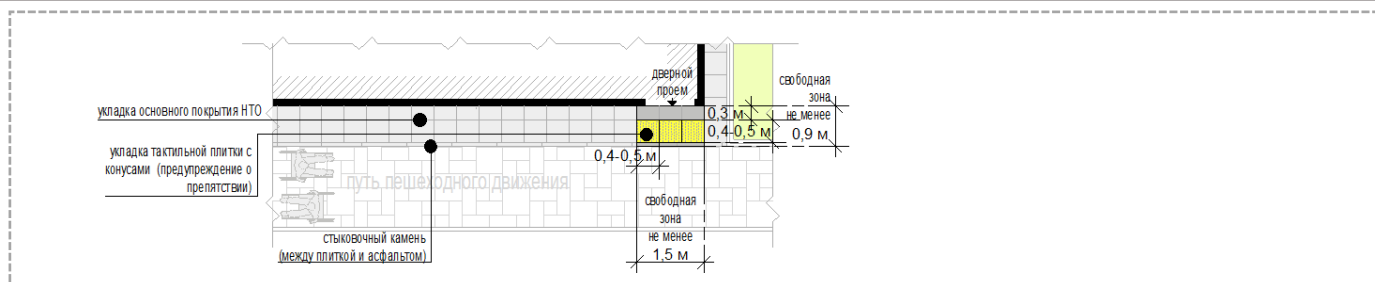 дверной
проем
свободная
зона
не менее
0,9 м
укладка основного покрытия НТО
0,3 м
0,4-0,5 м
укладка тактильной плитки с
конусами (предупреждение о
препятствии)
0,4-0,5 м
путь пешеходного движения
свободная
зона
не менее
1,5 м
стыковочный камень
(между плиткой и асфальтом)